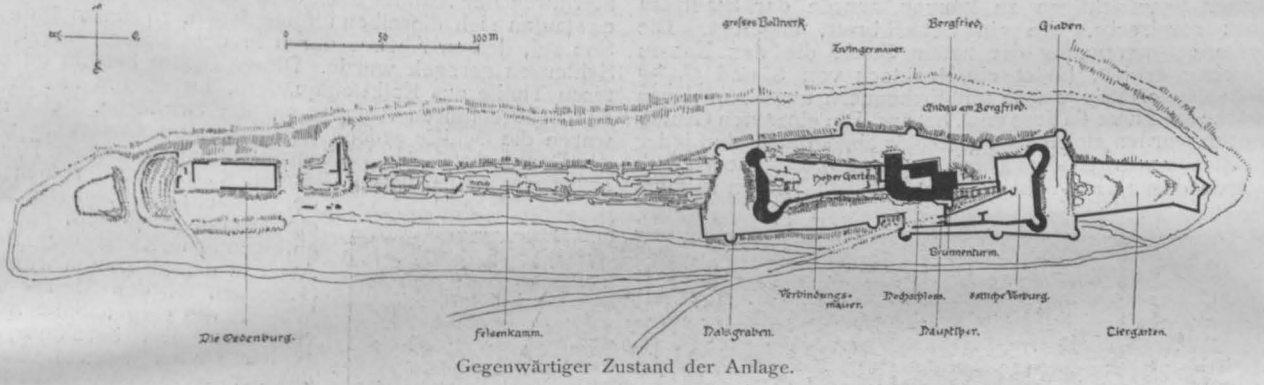 großes Bollwerk.
Bergfried.
Graben.
Zwingermauer.
0
50
100 m.
Anbau am Bergfried.
hoher Garten.
Brunnenturm.
Verbindungs-
mauer.
Hochschloss.
östliche Vorburg.
Die Oedenburg.
Felsenkamm.
Halsgraben.
Haupttor.
Tiergarten.
Gegenwärtiger Zustand der Anlage.